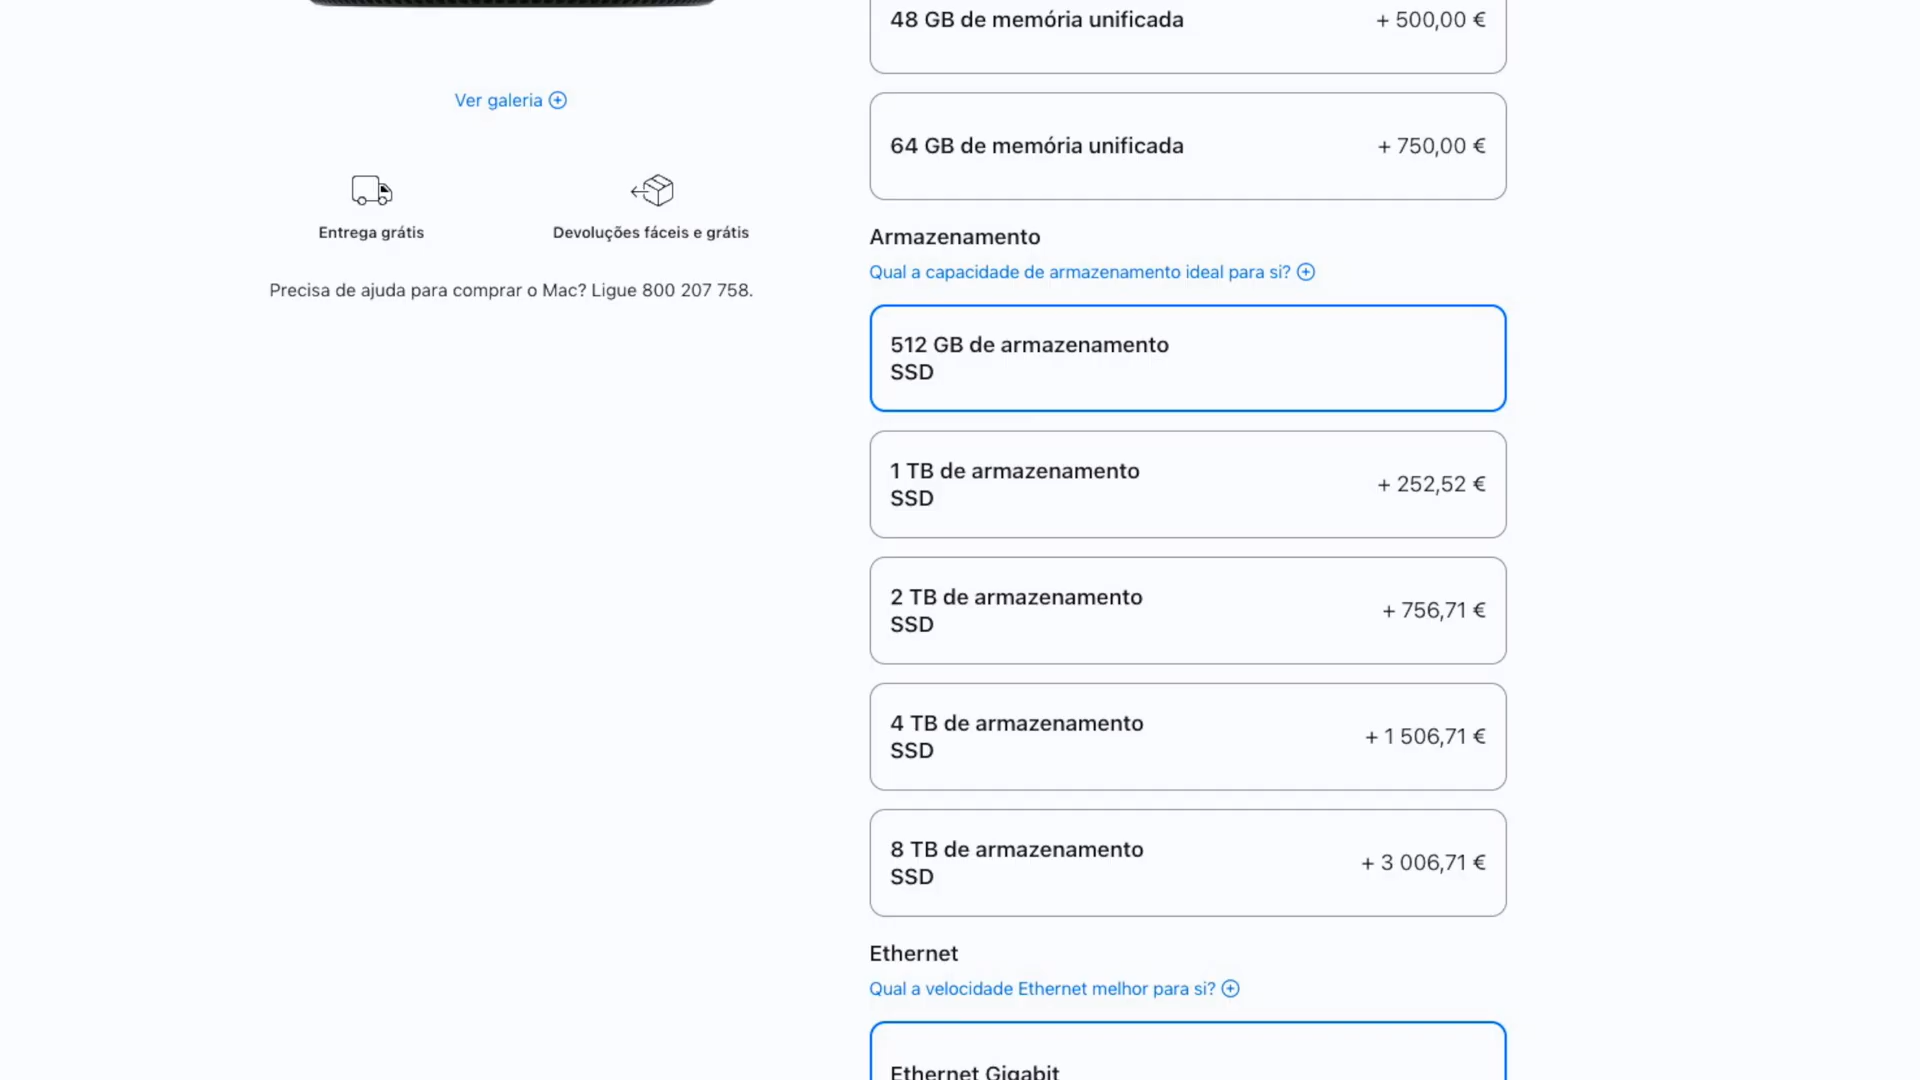 48 GB de memória unificada
+ 500,00 €
Ver galeria
64 GB de memória unificada
+ 750,00 €
Entrega grátis
Devoluções fáceis e grátis
Precisa de ajuda para comprar o Mac? Ligue 800 207 758.
Armazenamento
Qual a capacidade de armazenamento ideal para si?
512 GB de armazenamento
SSD
1 TB de armazenamento
SSD
+ 252,52 €
2 TB de armazenamento
SSD
+ 756,71 €
4 TB de armazenamento
SSD
+ 1 506,71 €
8 TB de armazenamento
SSD
+ 3 006,71 €
Ethernet
Qual a velocidade Ethernet melhor para si?
Ethernet Gigabit